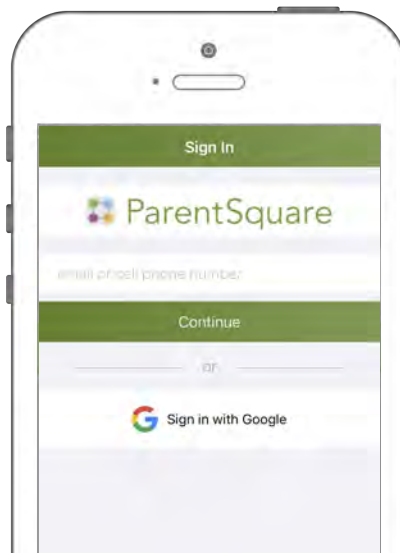 Sign In
ParentSquare
email or cell phone number
Continue
or
Sign in with Google